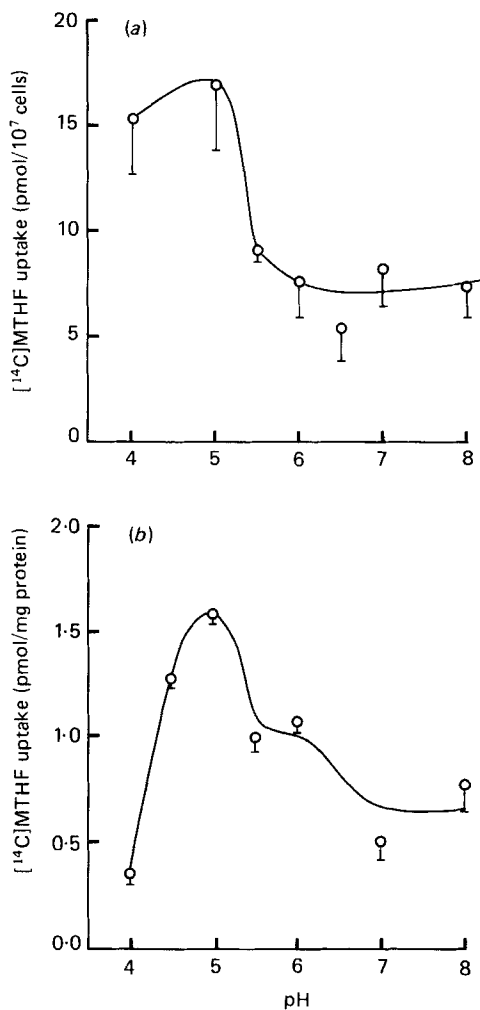 (a)
[¹⁴C]MTHF uptake (pmol/10⁷ cells)
20
15
10
5
0
4 5 6 7 8
(b)
[¹⁴C]MTHF uptake (pmol/mg protein)
2·0
1·5
1·0
0·5
0·0
4 5 6 7 8
pH